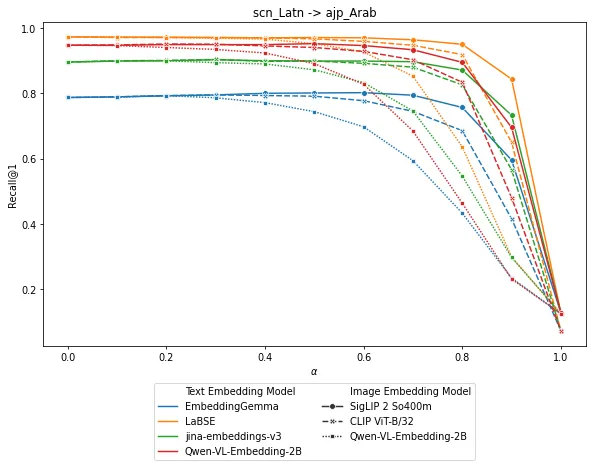 scn_Latn -> ajp_Arab
1.0
0.8
0.6
0.4
0.2
Recall@1
0.0 0.2 0.4 0.6 0.8 1.0
α
Text Embedding Model Image Embedding Model
EmbeddingGemma SigLIP 2 So400m
LaBSE CLIP ViT-B/32
jina-embeddings-v3 Qwen-VL-Embedding-2B
Qwen-VL-Embedding-2B